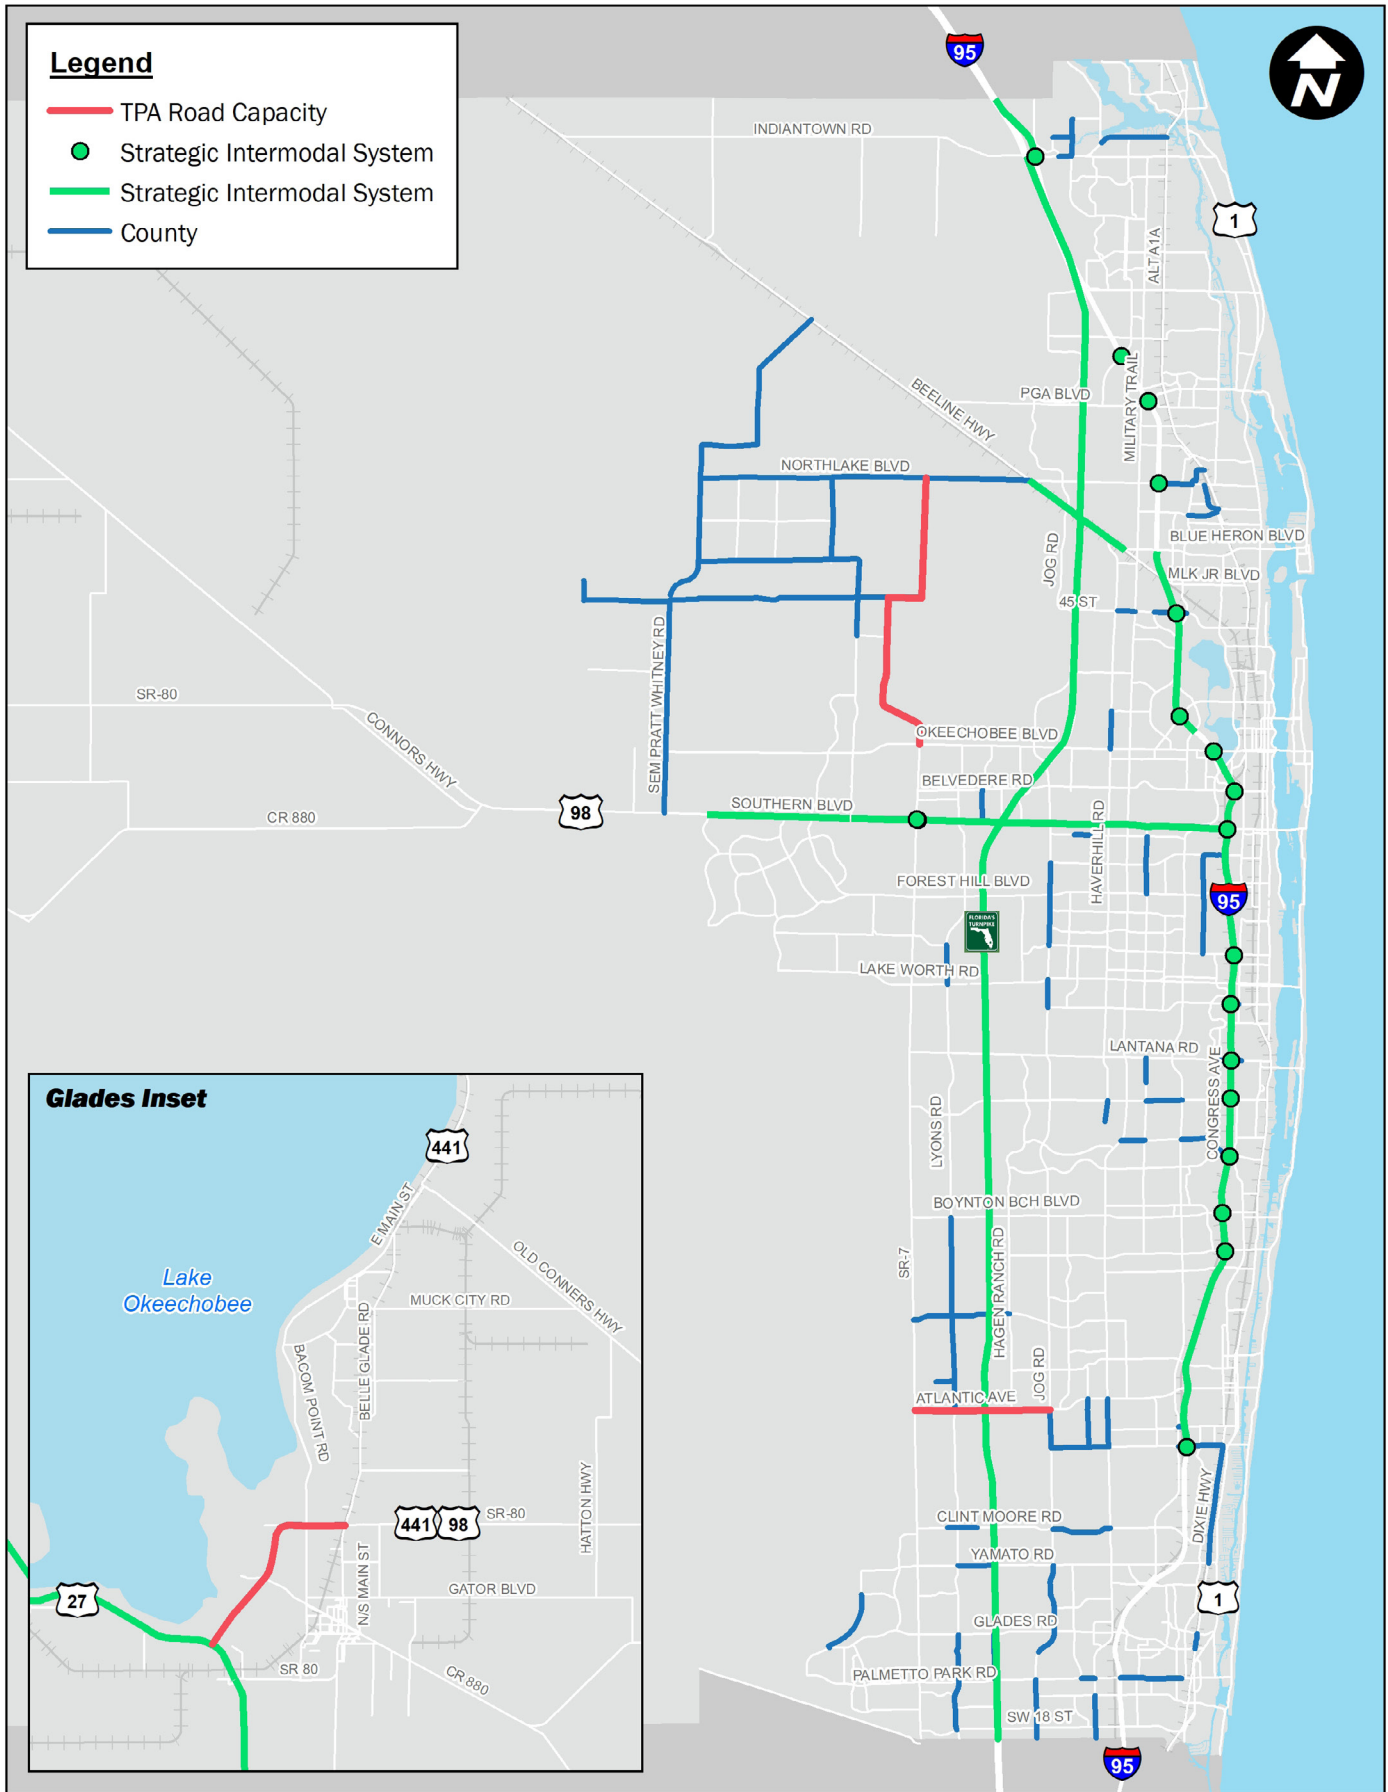 Legend
TPA Road Capacity
Strategic Intermodal System
Strategic Intermodal System
County
95
N
INDIANTOWN RD
1
ALT A1A
MILITARY TRAIL
PGA BLVD
BEELINE HWY
NORTHLAKE BLVD
BLUE HERON BLVD
JOG RD
MLK JR BLVD
45 ST
SEM PRATT WHITNEY RD
SR-80
CONNORS HWY
OKEECHOBEE BLVD
BELVEDERE RD
SOUTHERN BLVD
98
CR 880
HAVERHILL RD
FOREST HILL BLVD
95
FLORIDA'S
TURNPIKE
LAKE WORTH RD
LANTANA RD
CONGRESS AVE
LYONS RD
BOYNTON BCH BLVD
SR-7
HAGEN RANCH RD
JOG RD
ATLANTIC AVE
DIXIE HWY
CLINT MOORE RD
YAMATO RD
1
GLADES RD
PALMETTO PARK RD
SW 18 ST
95
Glades Inset
441
E MAIN ST
OLD CONNERS HWY
Lake
Okeechobee
MUCK CITY RD
BELLE GLADE RD
BACOM POINT RD
HATTON HWY
441
98
SR-80
N/S MAIN ST
GATOR BLVD
27
SR 80
CR 880